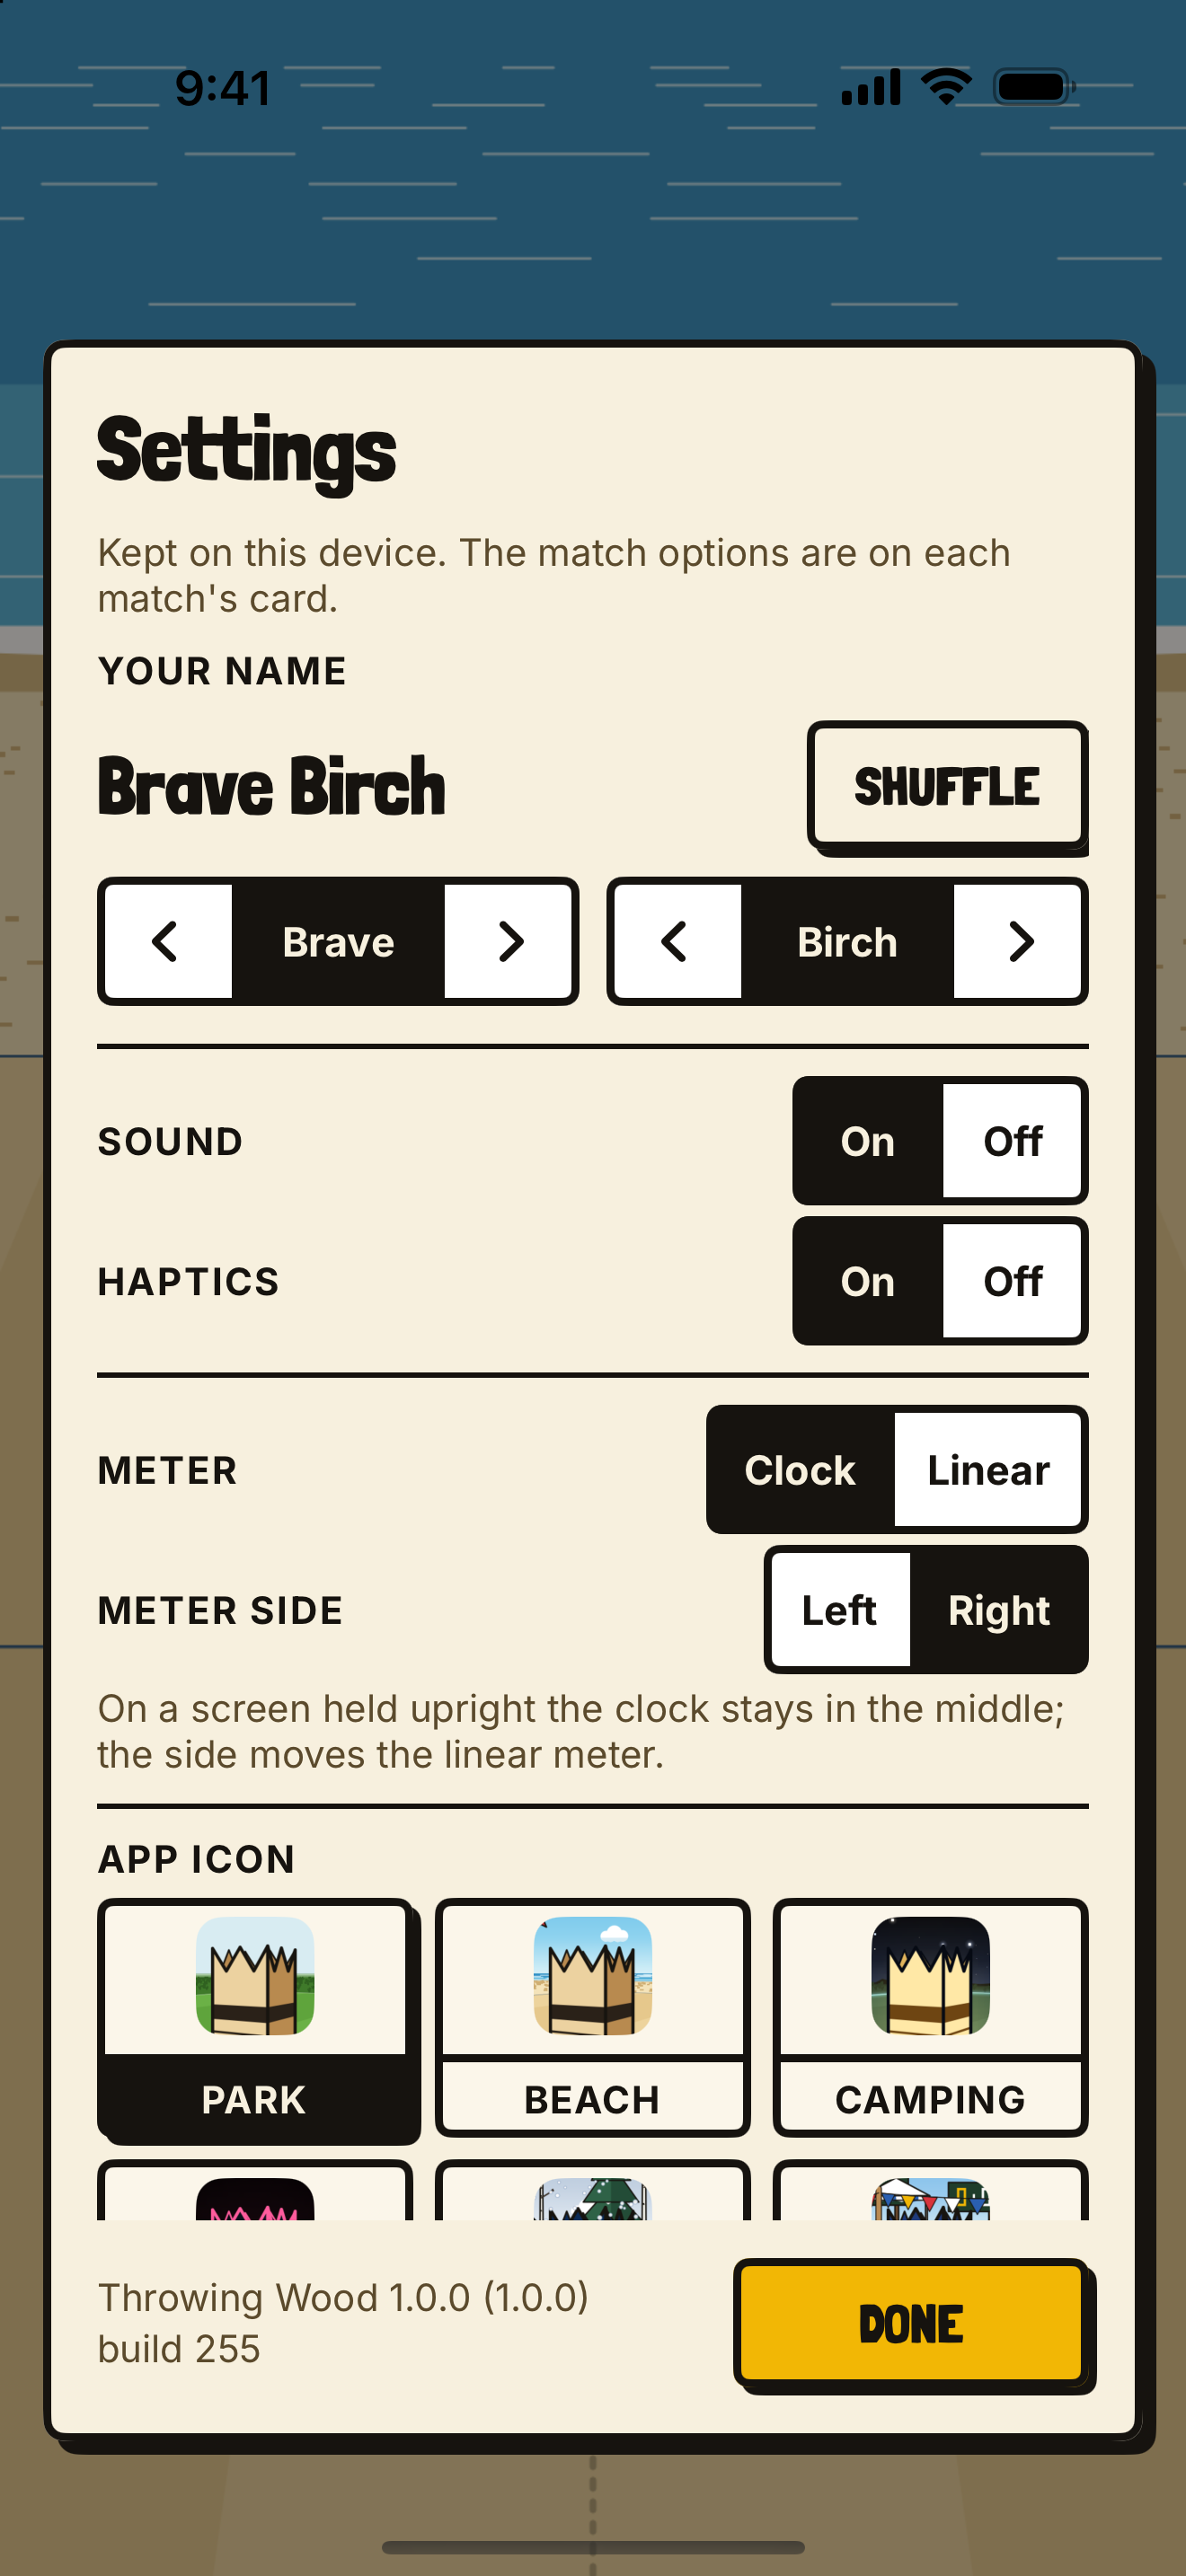 9:41
Settings
Kept on this device. The match options are on each
match's card.
YOUR NAME
Brave Birch
SHUFFLE
Brave
Birch
SOUND
On
Off
HAPTICS
On
Off
METER
Clock
Linear
METER SIDE
Left
Right
On a screen held upright the clock stays in the middle;
the side moves the linear meter.
APP ICON
PARK
BEACH
CAMPING
Throwing Wood 1.0.0 (1.0.0)
build 255
DONE